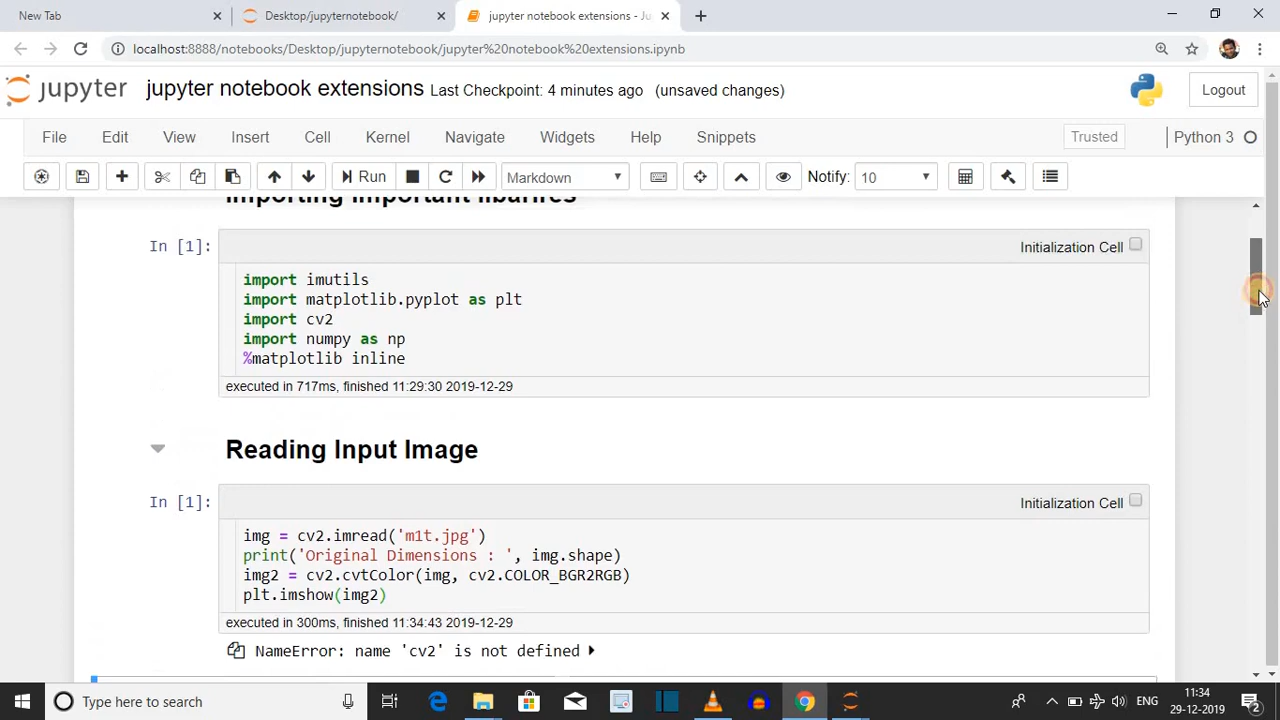 New Tab
Desktop/jupyternotebook/
jupyter notebook extensions - Ju
localhost:8888/notebooks/Desktop/jupyternotebook/jupyter%20notebook%20extensions.ipynb
jupyter
jupyter notebook extensions Last Checkpoint: 4 minutes ago (unsaved changes)
Logout
File Edit View Insert Cell Kernel Navigate Widgets Help Snippets
Trusted
Python 3
Run
Markdown
Notify: 10
Importing important libarires
In [1]:
Initialization Cell
import imutils
import matplotlib.pyplot as plt
import cv2
import numpy as np
%matplotlib inline
executed in 717ms, finished 11:29:30 2019-12-29
Reading Input Image
In [1]:
Initialization Cell
img = cv2.imread('m1t.jpg')
print('Original Dimensions : ', img.shape)
img2 = cv2.cvtColor(img, cv2.COLOR_BGR2RGB)
plt.imshow(img2)
executed in 300ms, finished 11:34:43 2019-12-29
NameError: name 'cv2' is not defined
Type here to search
ENG
11:34
29-12-2019
2